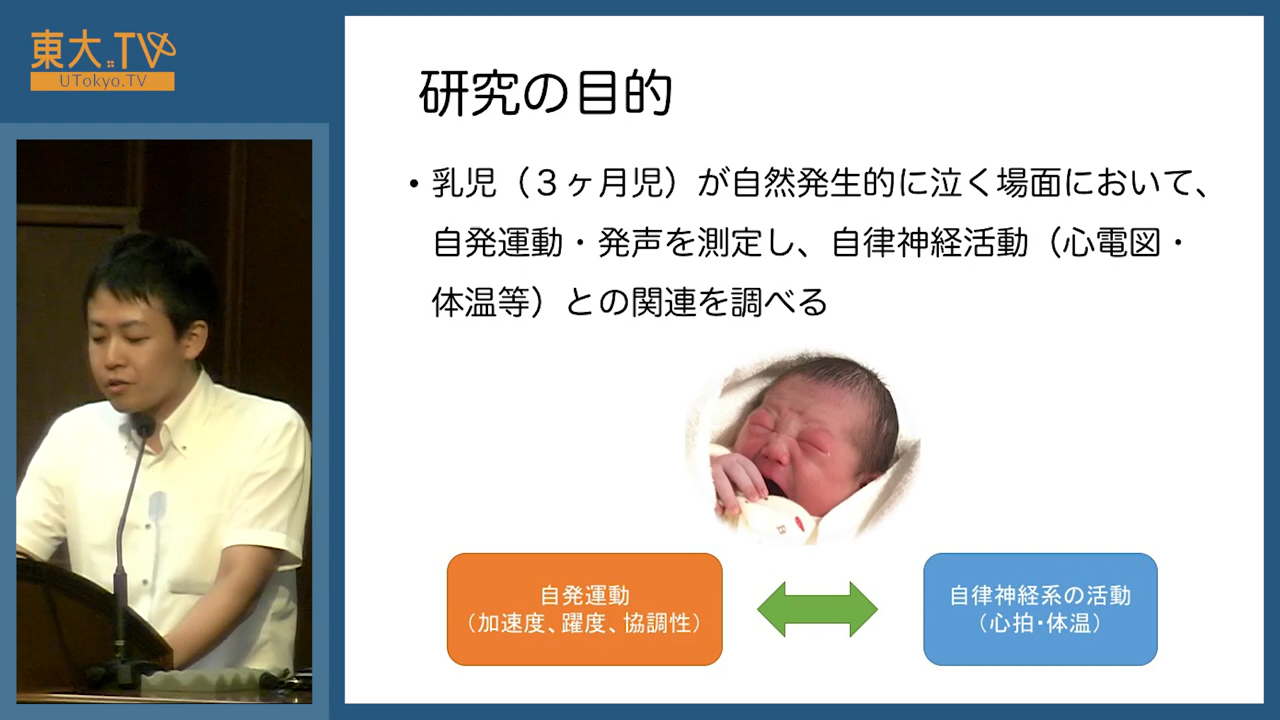 東大.TV
UTokyo.TV
研究の目的
・乳児（３ヶ月児）が自然発生的に泣く場面において、
自発運動・発声を測定し、自律神経活動（心電図・
体温等）との関連を調べる
自発運動
（加速度、躍度、協調性）
自律神経系の活動
（心拍・体温）